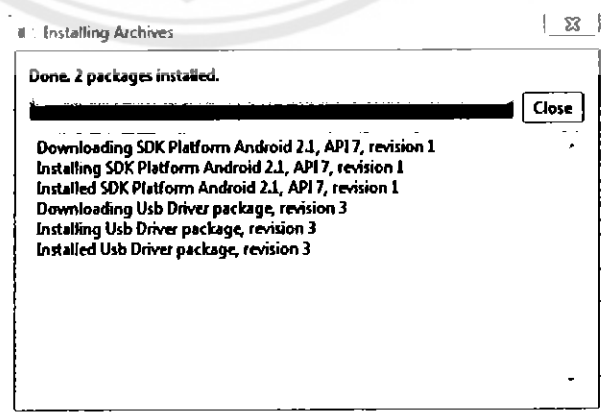 Installing Archives
Done. 2 packages installed.
Close
Downloading SDK Platform Android 2.1, API 7, revision 1
Installing SDK Platform Android 2.1, API 7, revision 1
Installed SDK Platform Android 2.1, API 7, revision 1
Downloading Usb Driver package, revision 3
Installing Usb Driver package, revision 3
Installed Usb Driver package, revision 3